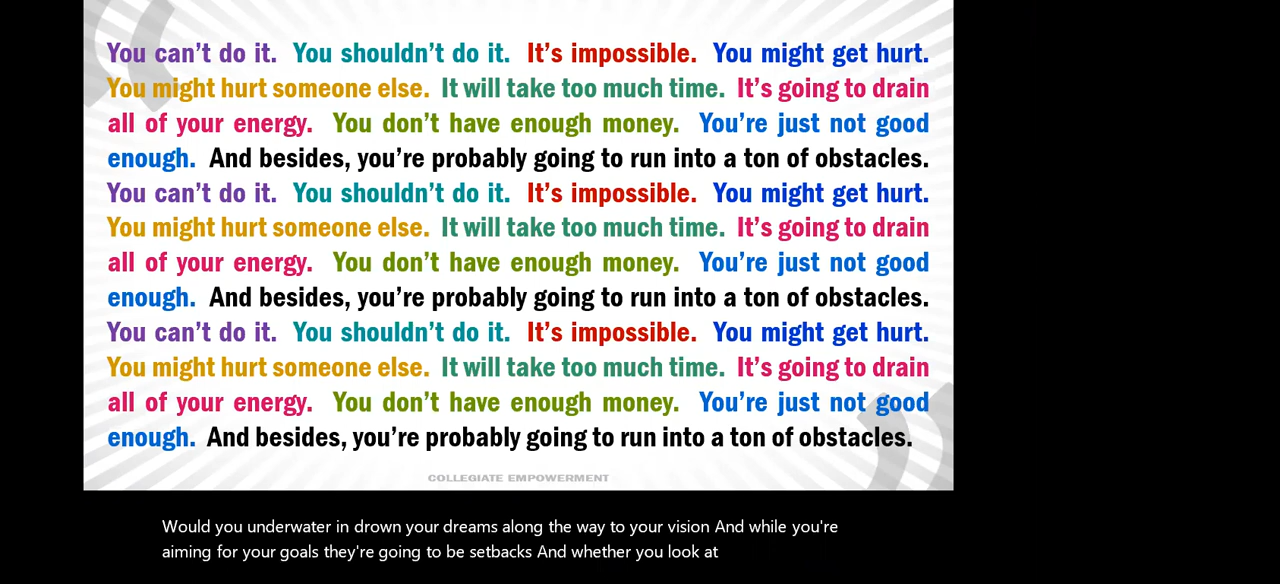 You can't do it. You shouldn't do it. It's impossible. You might get hurt.
You might hurt someone else. It will take too much time. It's going to drain
all of your energy. You don't have enough money. You're just not good
enough. And besides, you're probably going to run into a ton of obstacles.
You can't do it. You shouldn't do it. It's impossible. You might get hurt.
You might hurt someone else. It will take too much time. It's going to drain
all of your energy. You don't have enough money. You're just not good
enough. And besides, you're probably going to run into a ton of obstacles.
You can't do it. You shouldn't do it. It's impossible. You might get hurt.
You might hurt someone else. It will take too much time. It's going to drain
all of your energy. You don't have enough money. You're just not good
enough. And besides, you're probably going to run into a ton of obstacles.
COLLEGIATE EMPOWERMENT
Would you underwater in drown your dreams along the way to your vision And while you're
aiming for your goals they're going to be setbacks And whether you look at